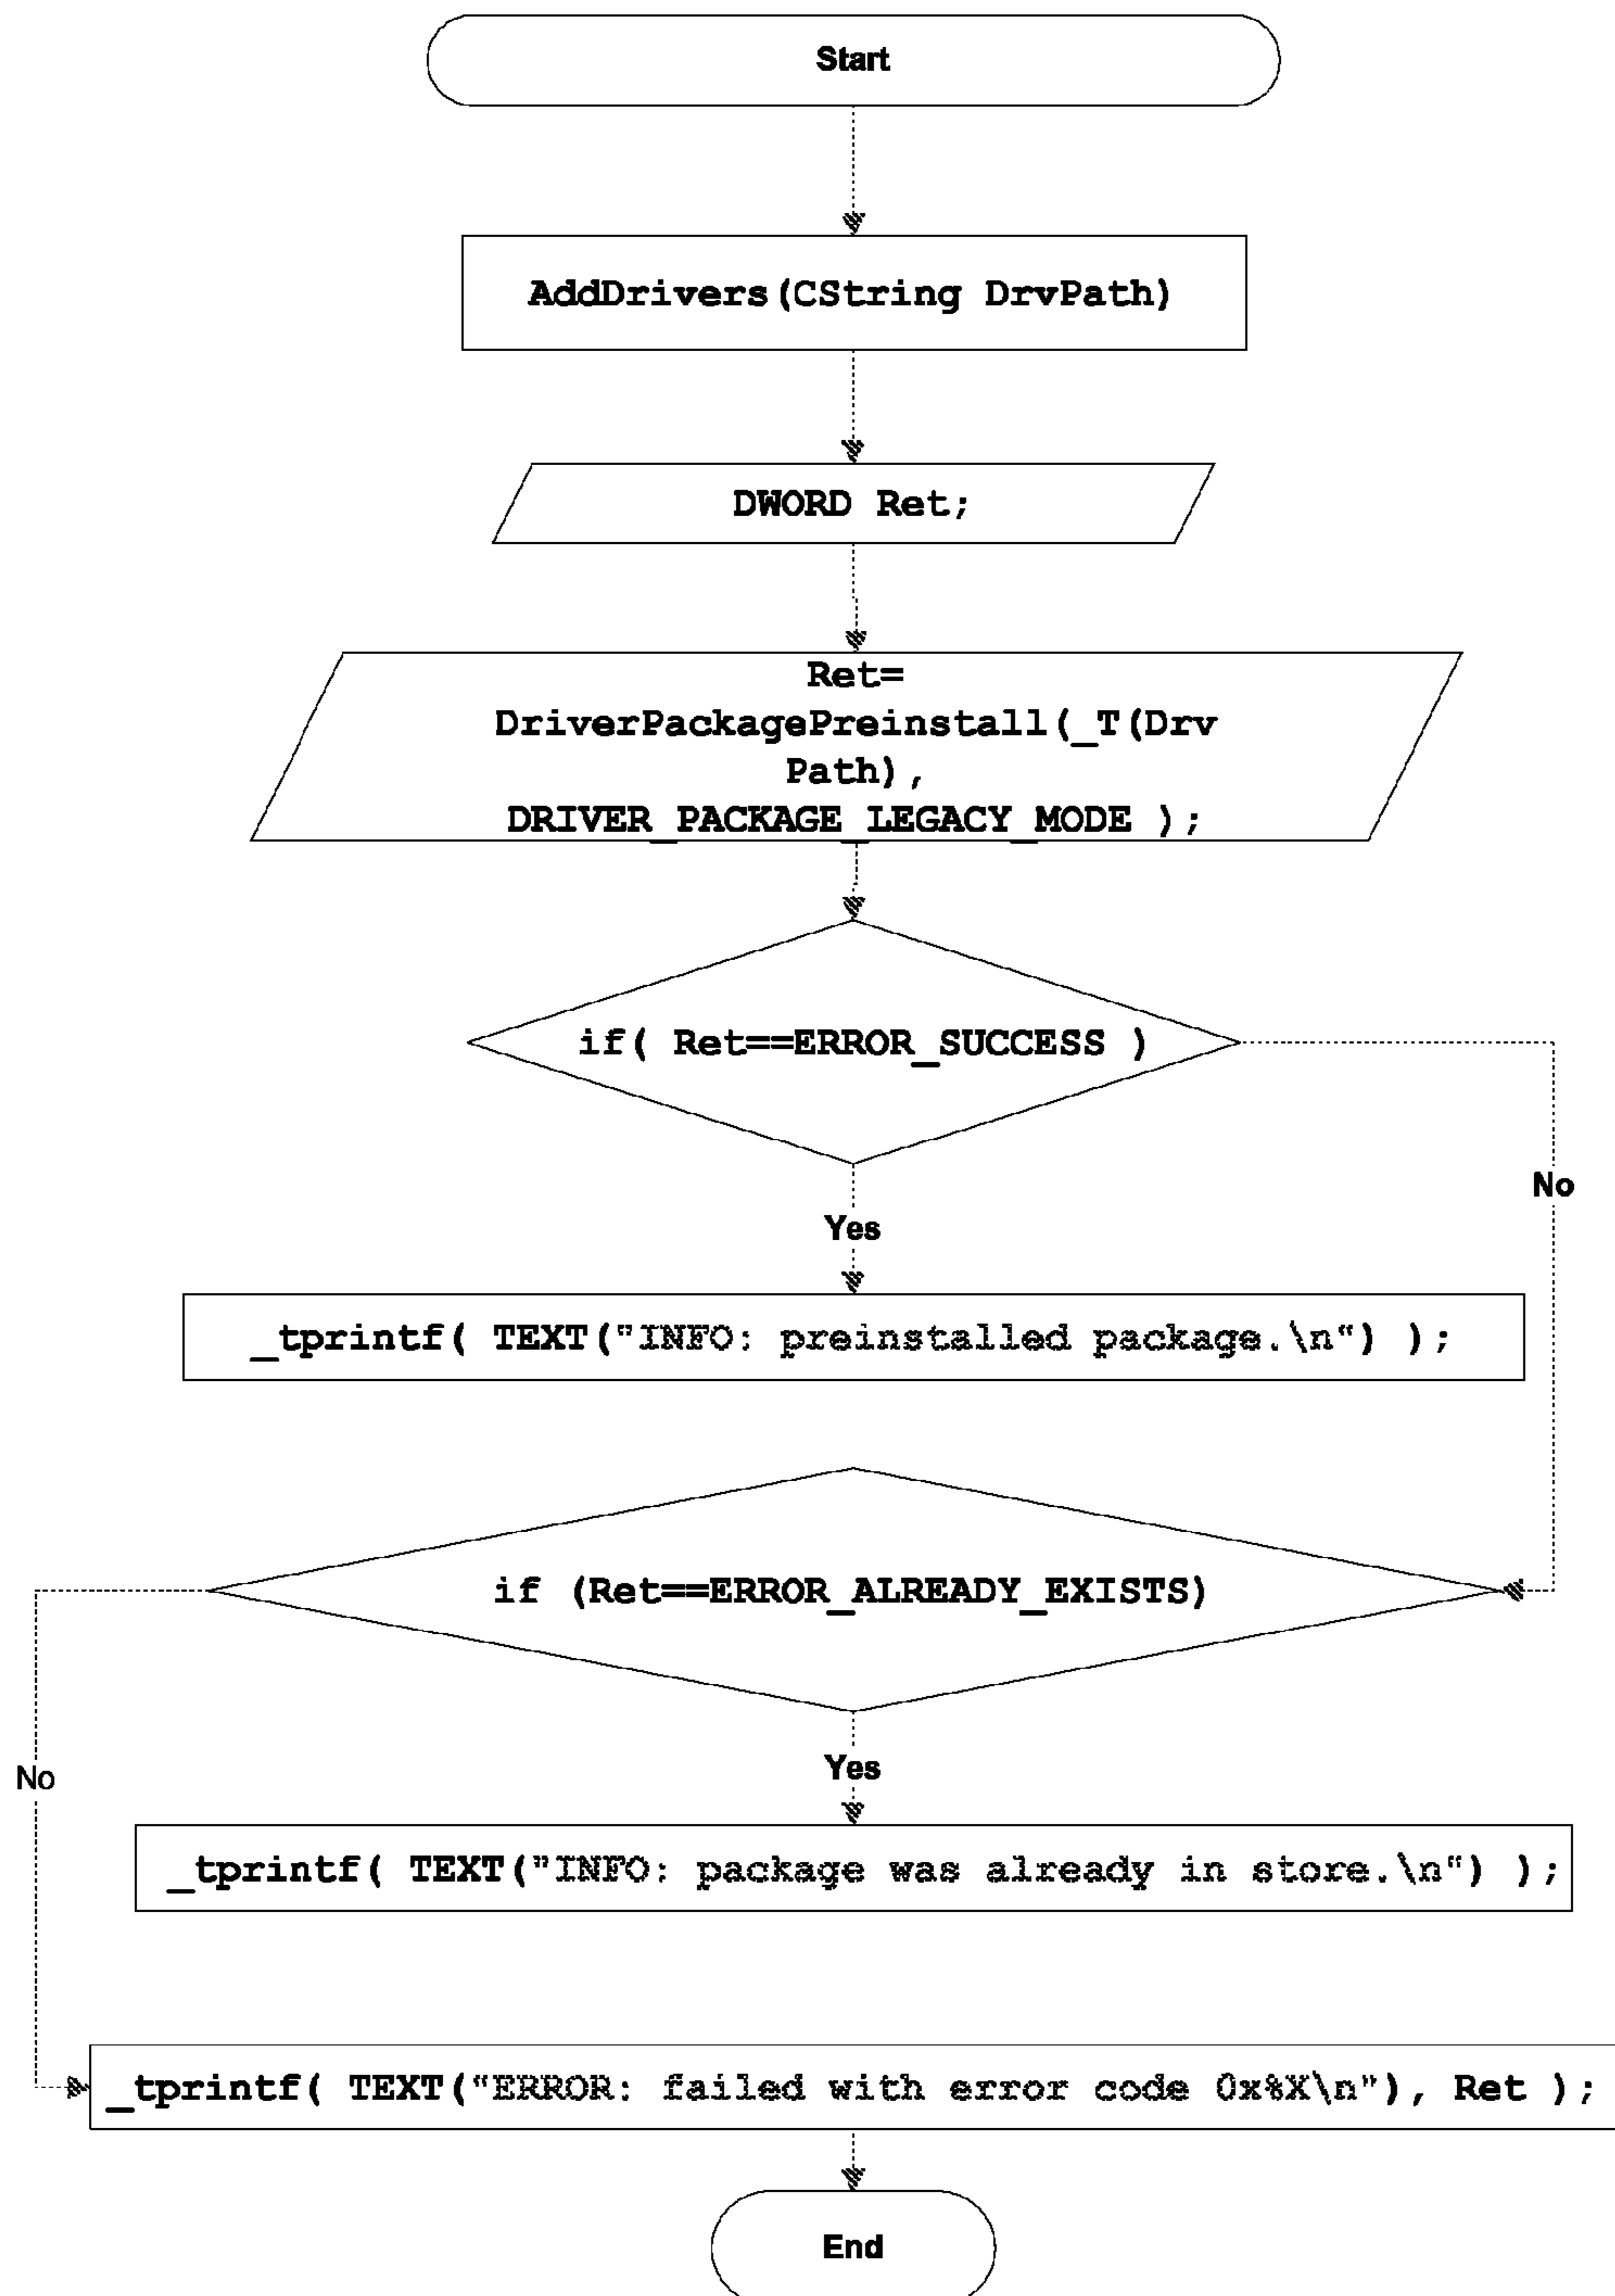 Start
AddDrivers(CString DrvPath)
DWORD Ret;
Ret=
DriverPackagePreinstall(_T(Drv
Path),
DRIVER_PACKAGE_LEGACY_MODE );
if( Ret==ERROR_SUCCESS )
No
Yes
_tprintf( TEXT("INFO: preinstalled package.\n") );
if (Ret==ERROR_ALREADY_EXISTS)
Yes
No
_tprintf( TEXT("INFO: package was already in store.\n") );
_tprintf( TEXT("ERROR: failed with error code 0x%X\n"), Ret );
End